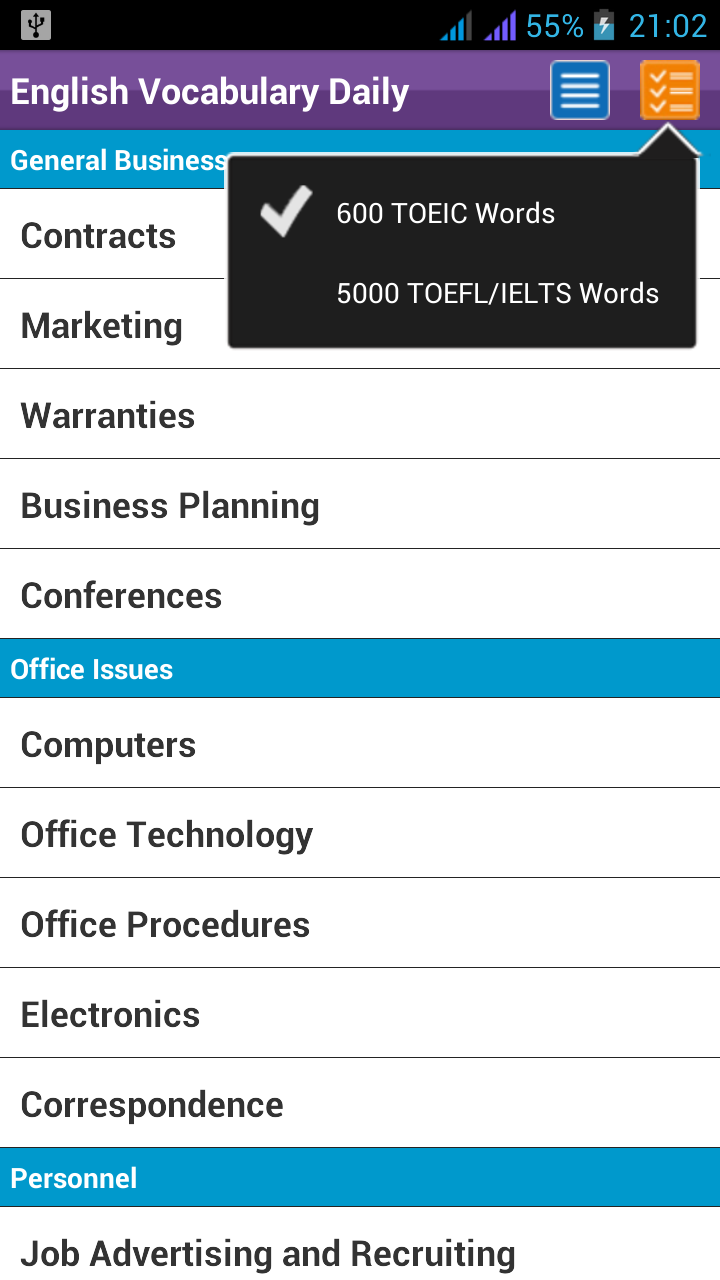 55% 21:02
English Vocabulary Daily
General Business
600 TOEIC Words
Contracts
5000 TOEFL/IELTS Words
Marketing
Warranties
Business Planning
Conferences
Office Issues
Computers
Office Technology
Office Procedures
Electronics
Correspondence
Personnel
Job Advertising and Recruiting